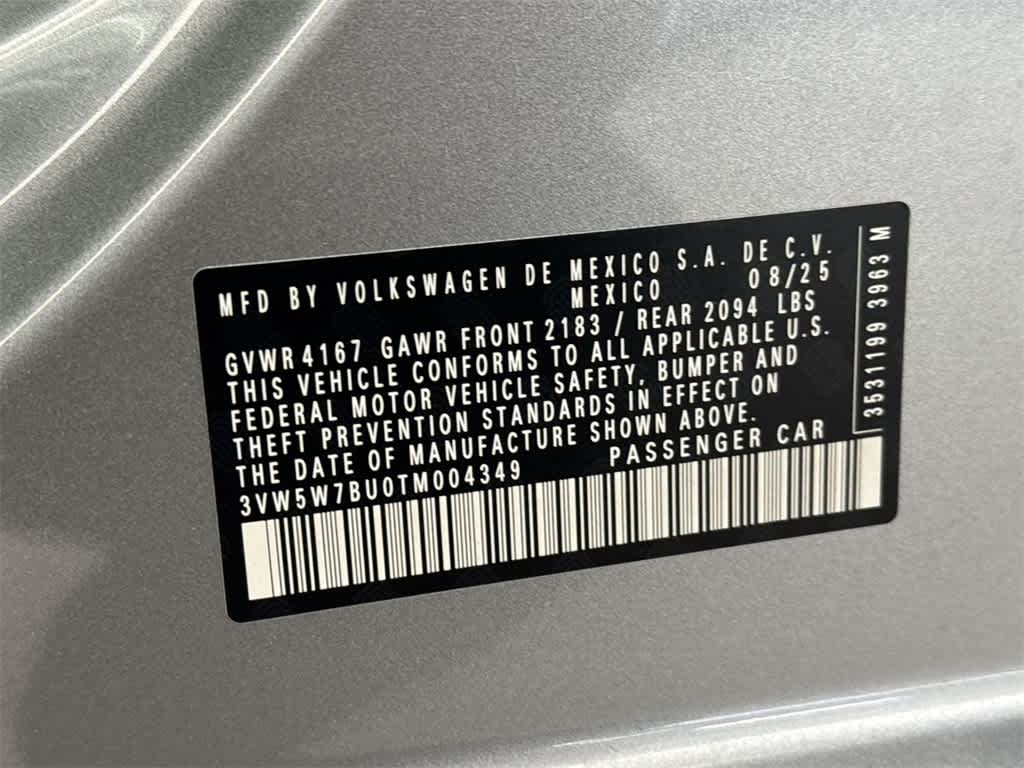 MFD BY VOLKSWAGEN DE MEXICO S.A. DE C.V.
MEXICO 08/25
GVWR 4167 GAWR FRONT 2183 / REAR 2094 LBS
THIS VEHICLE CONFORMS TO ALL APPLICABLE U.S.
FEDERAL MOTOR VEHICLE SAFETY, BUMPER AND
THEFT PREVENTION STANDARDS IN EFFECT ON
THE DATE OF MANUFACTURE SHOWN ABOVE.
3VW5W7BU0TM004349 PASSENGER CAR
3531199 3963 M